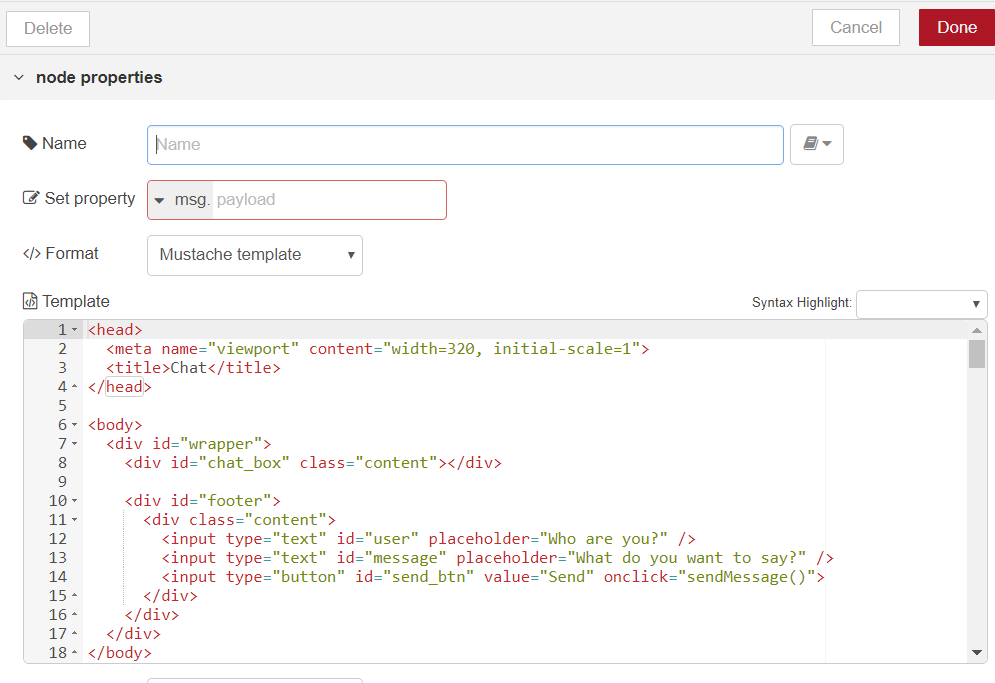 Delete Cancel Done
node properties
Name Name
Set property msg. payload
</> Format Mustache template
Template Syntax Highlight:
1 <head>
2   <meta name="viewport" content="width=320, initial-scale=1">
3   <title>Chat</title>
4 </head>
5
6 <body>
7   <div id="wrapper">
8     <div id="chat_box" class="content"></div>
9
10     <div id="footer">
11       <div class="content">
12         <input type="text" id="user" placeholder="Who are you?" />
13         <input type="text" id="message" placeholder="What do you want to say?" />
14         <input type="button" id="send_btn" value="Send" onclick="sendMessage()">
15       </div>
16     </div>
17   </div>
18 </body>